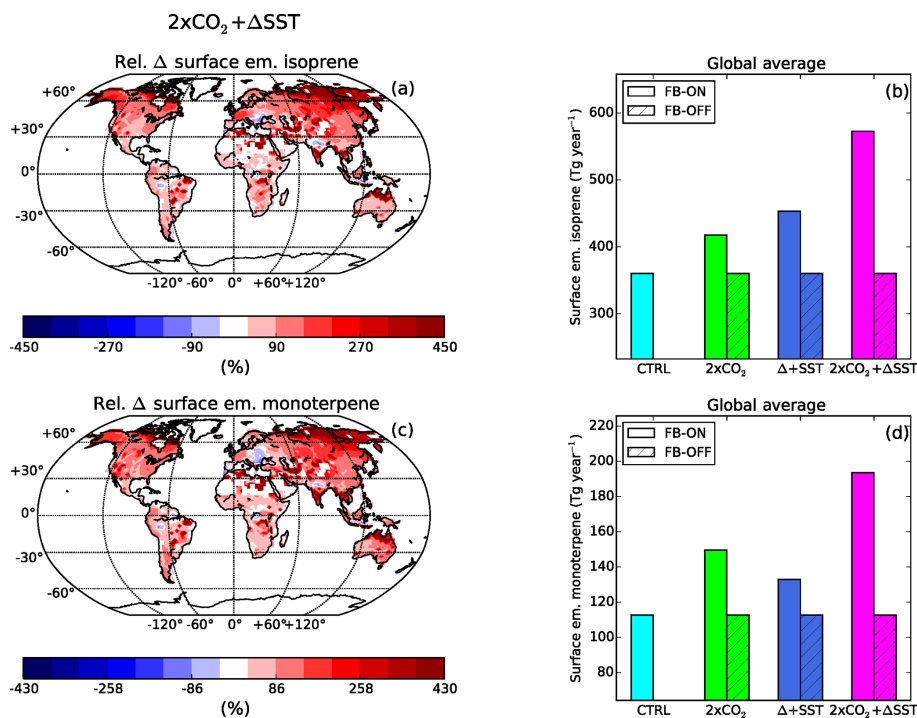 2xCO₂+ΔSST
Rel. Δ surface em. isoprene
(a)
+60°
+30°
0°
-30°
-60°
-120° -60° 0° +60° +120°
-450 -270 -90 90 270 450
(%)
Global average
(b)
FB-ON
FB-OFF
Surface em. isoprene (Tg year⁻¹)
600
500
400
300
CTRL 2xCO₂ Δ+SST 2xCO₂+ΔSST
Rel. Δ surface em. monoterpene
(c)
+60°
+30°
0°
-30°
-60°
-120° -60° 0° +60° +120°
-430 -258 -86 86 258 430
(%)
Global average
(d)
FB-ON
FB-OFF
Surface em. monoterpene (Tg year⁻¹)
220
200
180
160
140
120
100
80
CTRL 2xCO₂ Δ+SST 2xCO₂+ΔSST